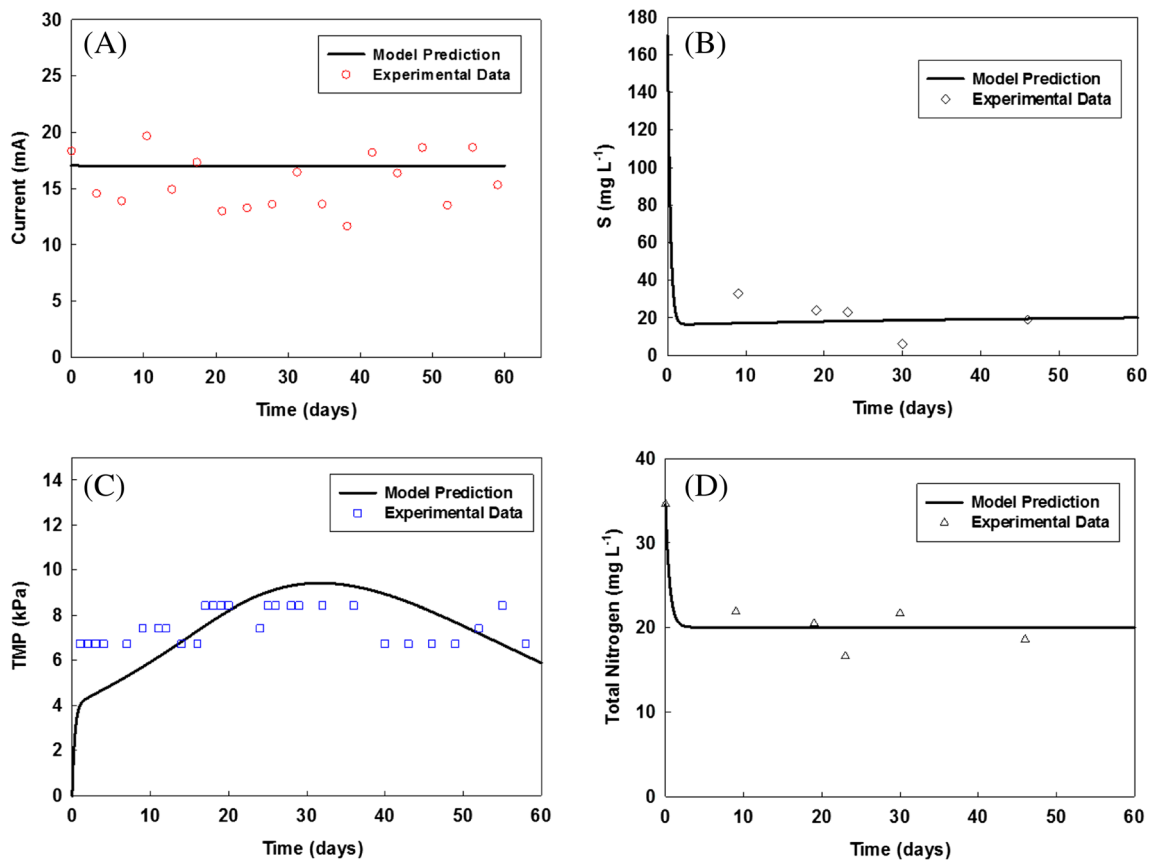 (A)
Model Prediction
Experimental Data
Current (mA)
30
25
20
15
10
5
0
0 10 20 30 40 50 60
Time (days)
(B)
Model Prediction
Experimental Data
S (mg L-1)
180
160
140
120
100
80
60
40
20
0
0 10 20 30 40 50 60
Time (days)
(C)
Model Prediction
Experimental Data
TMP (kPa)
14
12
10
8
6
4
2
0
0 10 20 30 40 50 60
Time (days)
(D)
Model Prediction
Experimental Data
Total Nitrogen (mg L-1)
40
30
20
10
0
0 10 20 30 40 50 60
Time (days)